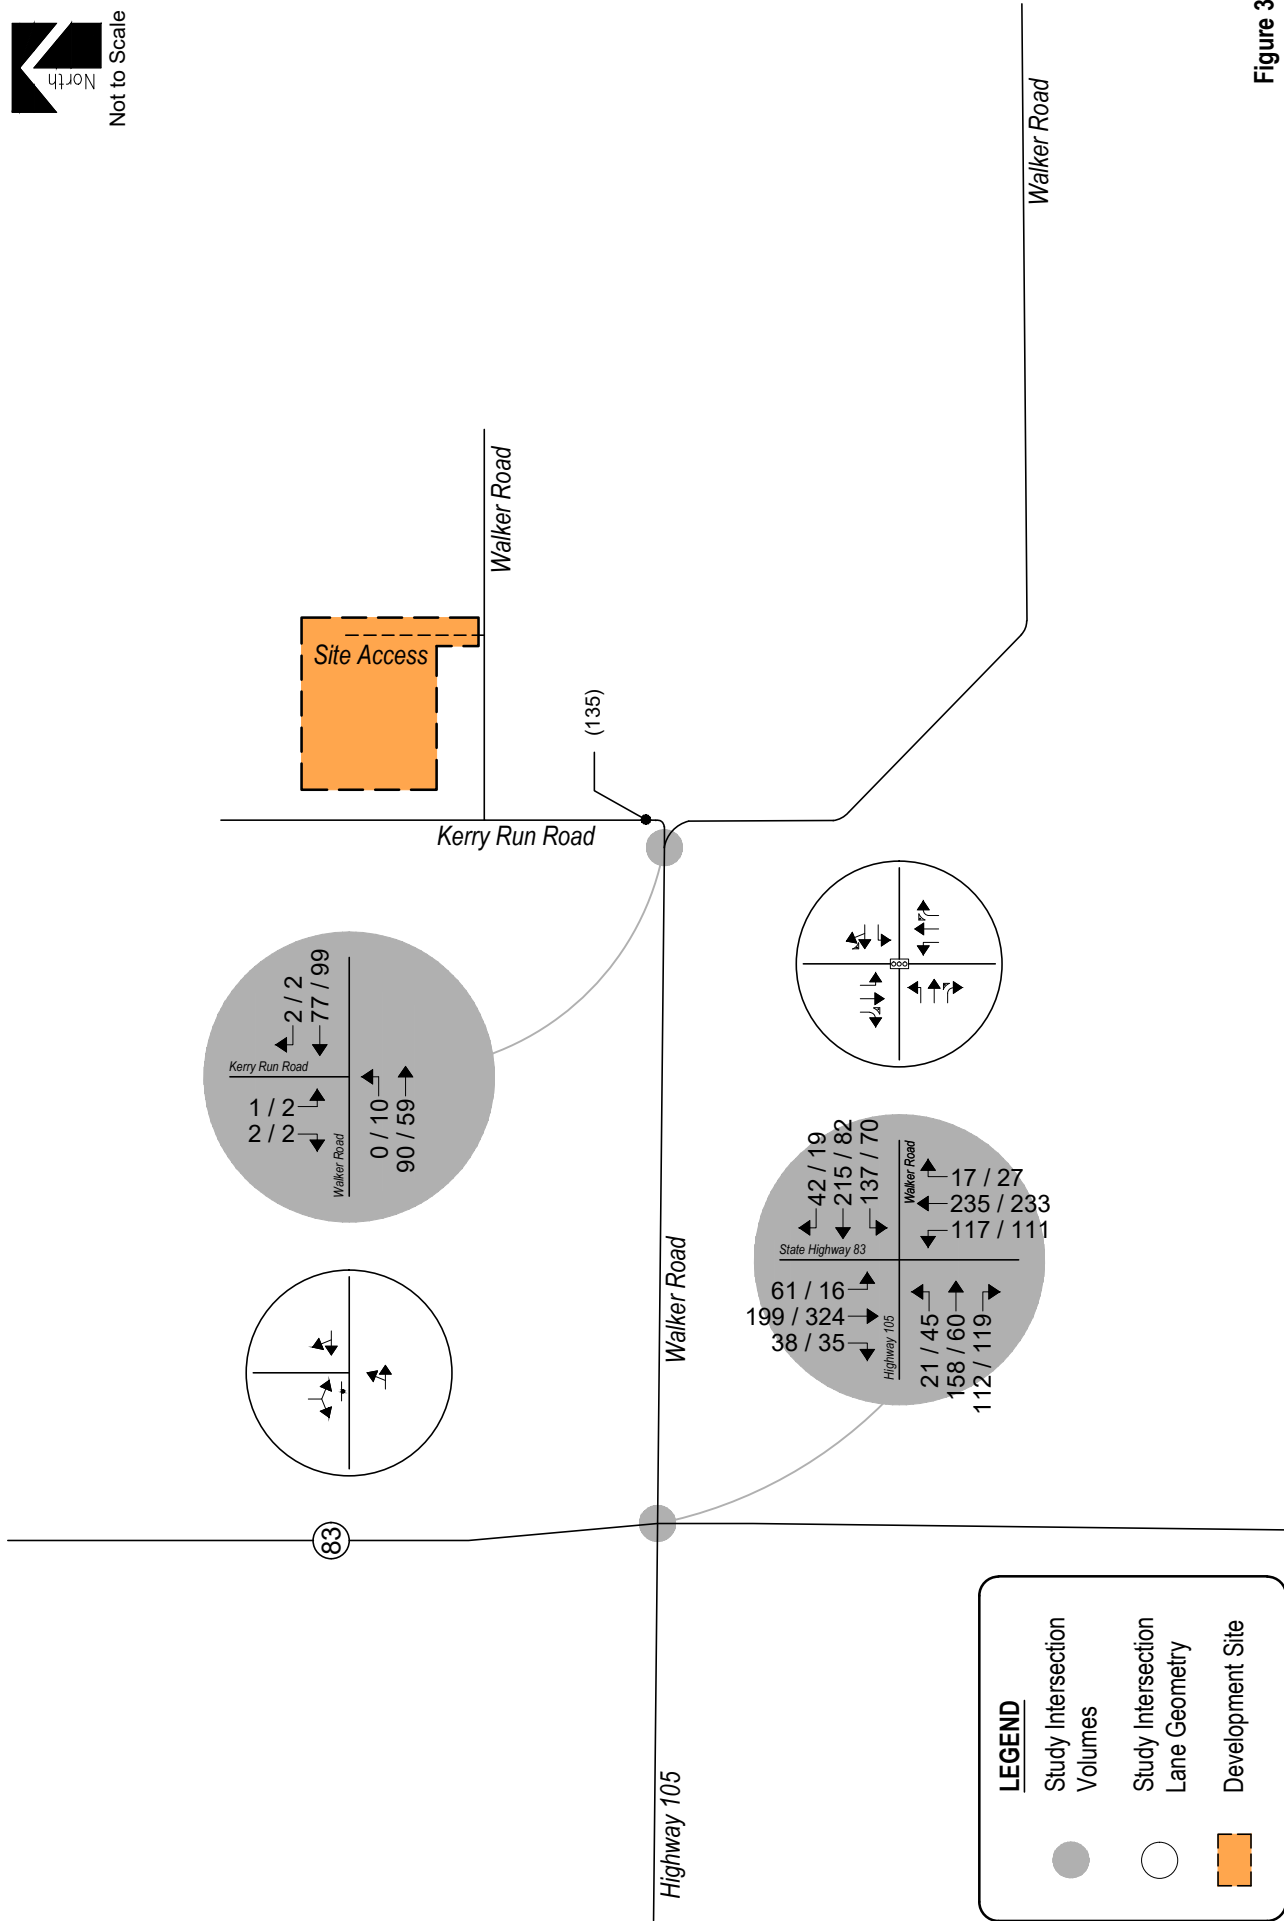 North
Not to Scale
Figure 3
Walker Road
Walker Road
Site Access
(135)
Kerry Run Road
2 / 2
77 / 99
Kerry Run Road
1 / 2
2 / 2
Walker Road
0 / 10
90 / 59
Walker Road
42 / 19
215 / 82
137 / 70
Walker Road
17 / 27
235 / 233
117 / 111
State Highway 83
61 / 16
199 / 324
38 / 35
Highway 105
21 / 45
158 / 60
112 / 119
83
Highway 105
LEGEND
Study Intersection
Volumes
Study Intersection
Lane Geometry
Development Site